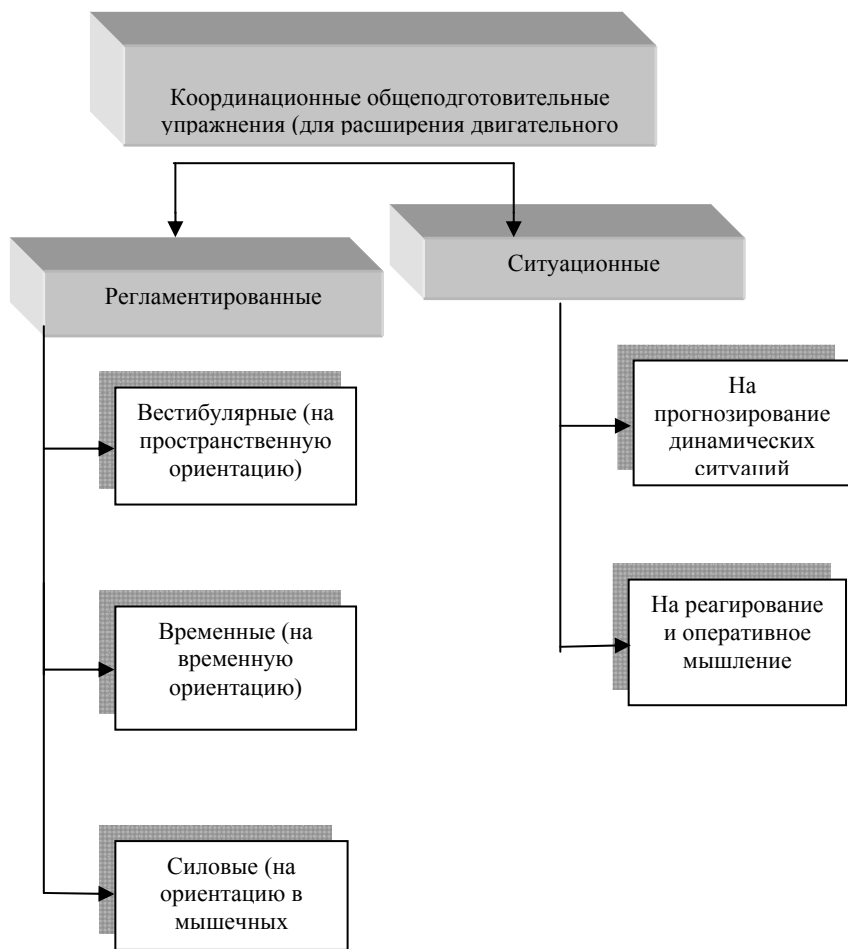 Координационные общеподготовительные
упражнения (для расширения двигательного
Регламентированные
Ситуационные
Вестибулярные (на
пространственную
ориентацию)
Временные (на
временную
ориентацию)
Силовые (на
ориентацию в
мышечных
На
прогнозирование
динамических
ситуаций
На реагирование
и оперативное
мышление